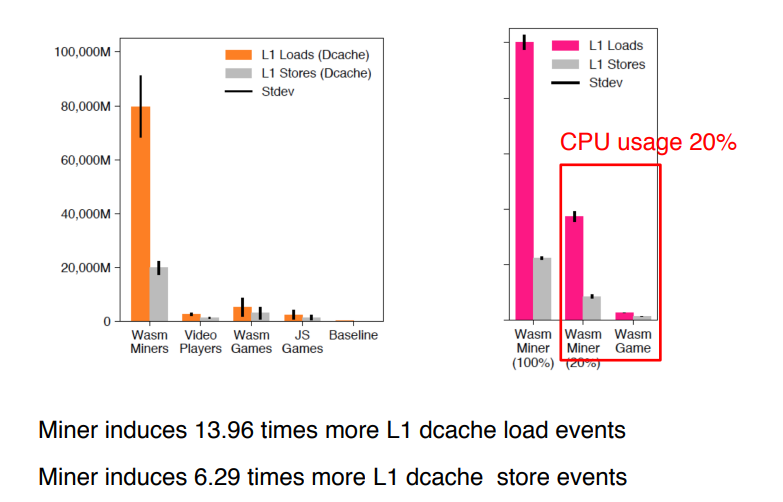 100,000M
80,000M
60,000M
40,000M
20,000M
0
L1 Loads (Dcache)
L1 Stores (Dcache)
Stdev
Wasm Miners
Video Players
Wasm Games
JS Games
Baseline
L1 Loads
L1 Stores
Stdev
CPU usage 20%
Wasm Miner (100%)
Wasm Miner (20%)
Wasm Game
Miner induces 13.96 times more L1 dcache load events
Miner induces 6.29 times more L1 dcache  store events